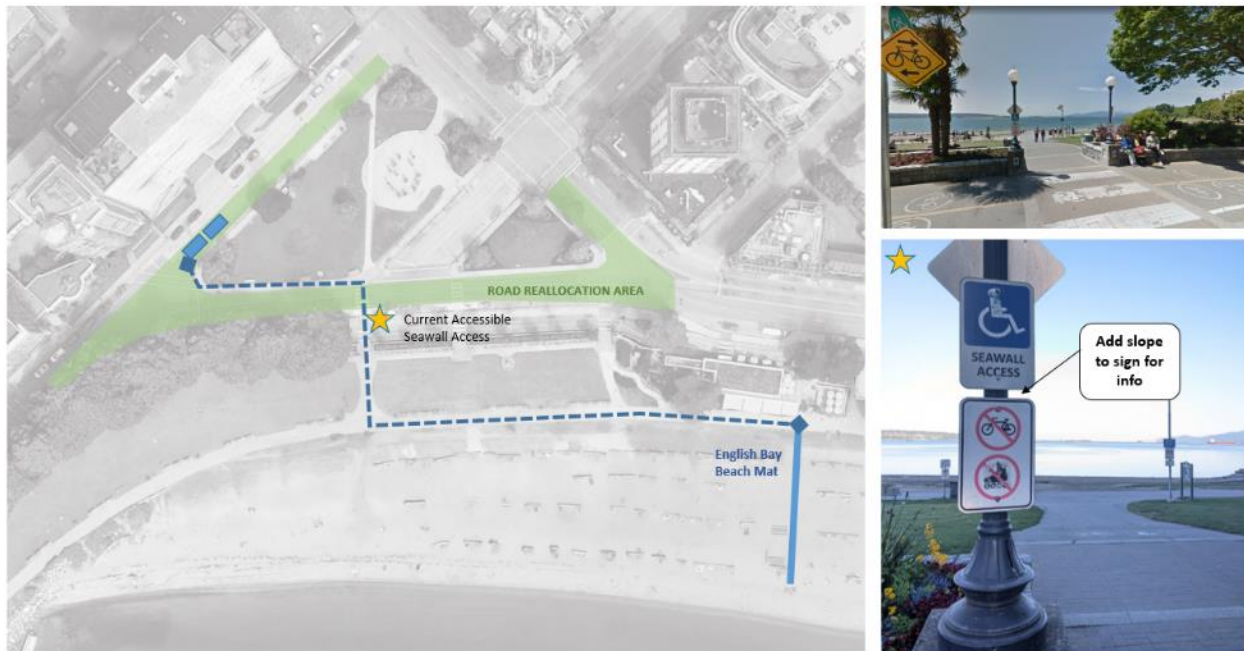 ROAD REALLOCATION AREA
Current Accessible
Seawall Access
English Bay
Beach Mat
SEAWALL
ACCESS
Add slope
to sign for
info